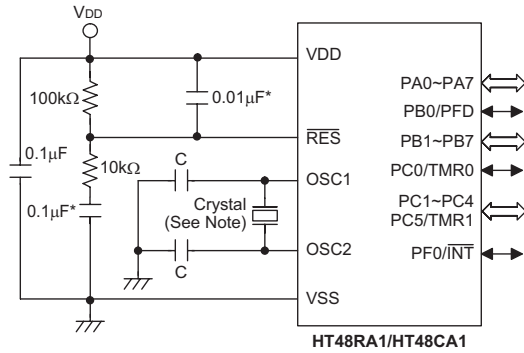 VDD
VDD
100kΩ
0.01μF*
PA0~PA7
PB0/PFD
RES
0.1μF
10kΩ
PB1~PB7
C
OSC1
PC0/TMR0
0.1μF*
Crystal
(See Note)
PC1~PC4
PC5/TMR1
OSC2
PF0/INT
C
VSS
HT48RA1/HT48CA1